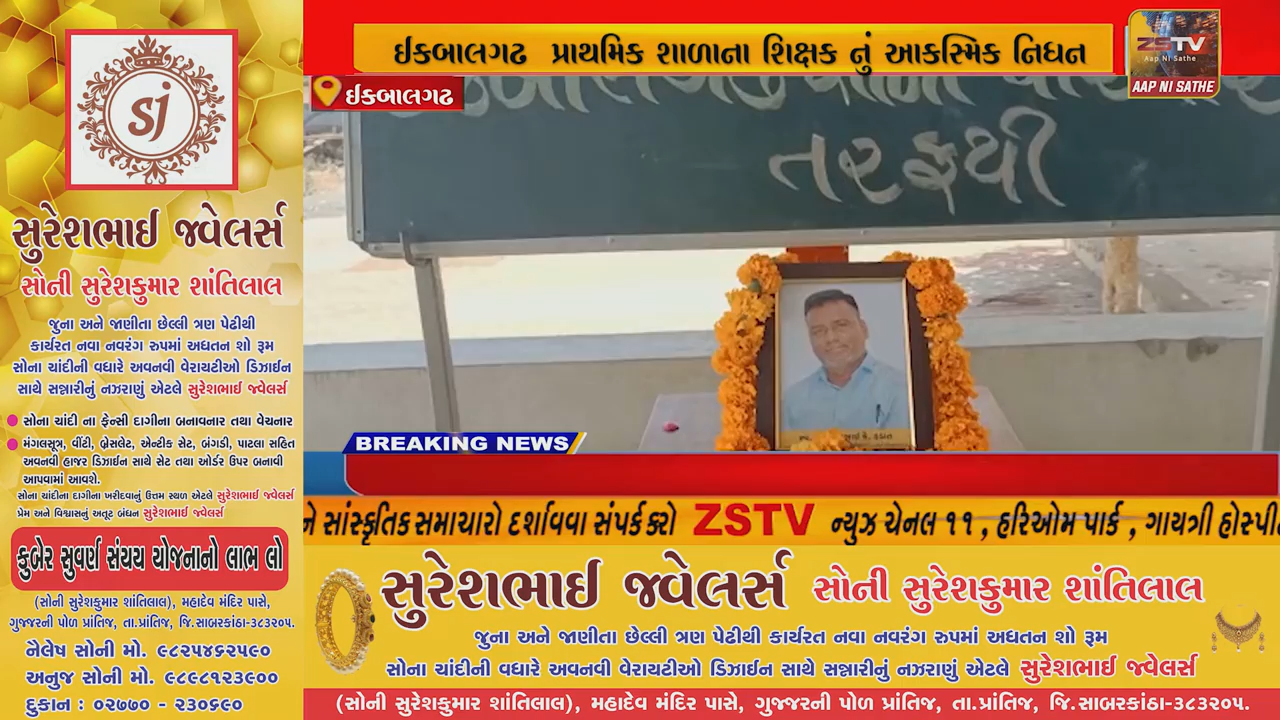 ઈકબાલગઢ પ્રાથમિક શાળાના શિક્ષક નું આકસ્મિક નિધન
ZSTV
Aap Ni Sathe
AAP NI SATHE
ઈકબાલગઢ
તરફથી
BREAKING NEWS
ને સાંસ્કૃતિક સમાચારો દર્શાવવા સંપર્ક કરો ZSTV ન્યુઝ ચેનલ ૧૧ , હરિઓમ પાર્ક , ગાયત્રી
sj
સુરેશભાઈ જ્વેલર્સ
સોની સુરેશકુમાર શાંતિલાલ
જુના અને જાણીતા છેલ્લી ત્રણ પેઢીથી
કાર્યરત નવા નવરંગ રુપમાં અધતન શો રૂમ
સોના ચાંદીની વધારે અવનવી વેરાયટીઓ ડિઝાઈન
સાથે સન્નારીનું નઝરાણું એટલે સુરેશભાઈ જ્વેલર્સ
સોના ચાંદી ના ફેન્સી દાગીના બનાવનાર તથા વેચનાર
મંગલસૂત્ર, વીંટી, બ્રેસલેટ, એન્ટીક સેટ, બંગડી, પાટલા સહિત
અવનવી હાજર ડિઝાઈન સાથે સેટ તથા ઓર્ડર ઉપર બનાવી
આપવામાં આવશે.
સોના ચાંદીના દાગીના ખરીદવાનું ઉત્તમ સ્થળ એટલે સુરેશભાઈ જ્વેલર્સ
પ્રેમ અને વિશ્વાસનું અતૂટ બંધન સુરેશભાઈ જ્વેલર્સ
કુબેર સુવર્ણ સંચય યોજનાનો લાભ લો
(સોની સુરેશકુમાર શાંતિલાલ), મહાદેવ મંદિર પાસે,
ગુજ્જરની પોળ પ્રાંતિજ, તા.પ્રાંતિજ, જિ.સાબરકાંઠા-૩૮૩૨૦૫.
નૈલેષ સોની મો. ૯૮૨૫૪૬૨૫૯૦
અનુજ સોની મો. ૯૮૯૮૧૨૩૯૦૦
દુકાન : ૦૨૭૭૦ - ૨૩૦૬૯૦
સુરેશભાઈ જ્વેલર્સ સોની સુરેશકુમાર શાંતિલાલ
જુના અને જાણીતા છેલ્લી ત્રણ પેઢીથી કાર્યરત નવા નવરંગ રુપમાં અધતન શો રૂમ
સોના ચાંદીની વધારે અવનવી વેરાયટીઓ ડિઝાઈન સાથે સન્નારીનું નઝરાણું એટલે સુરેશભાઈ જ્વેલર્સ
(સોની સુરેશકુમાર શાંતિલાલ), મહાદેવ મંદિર પાસે, ગુજ્જરની પોળ પ્રાંતિજ, તા.પ્રાંતિજ, જિ.સાબરકાંઠા-૩૮૩૨૦૫.